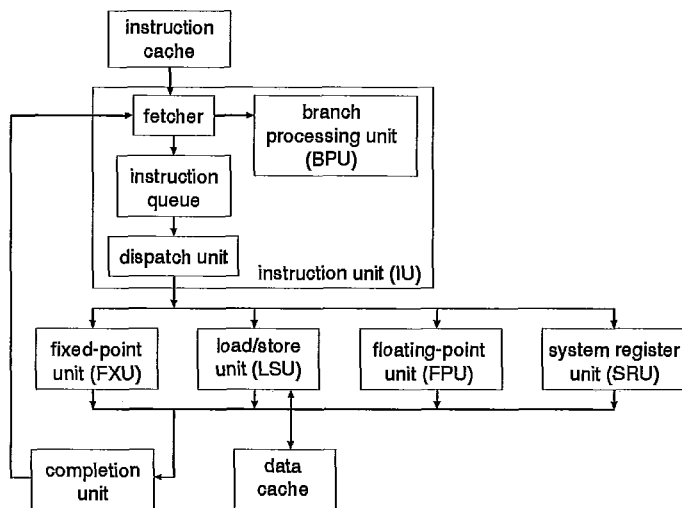 instruction
cache
fetcher
branch
processing unit
(BPU)
instruction
queue
dispatch unit
instruction unit (IU)
fixed-point
unit (FXU)
load/store
unit (LSU)
floating-point
unit (FPU)
system register
unit (SRU)
completion
unit
data
cache